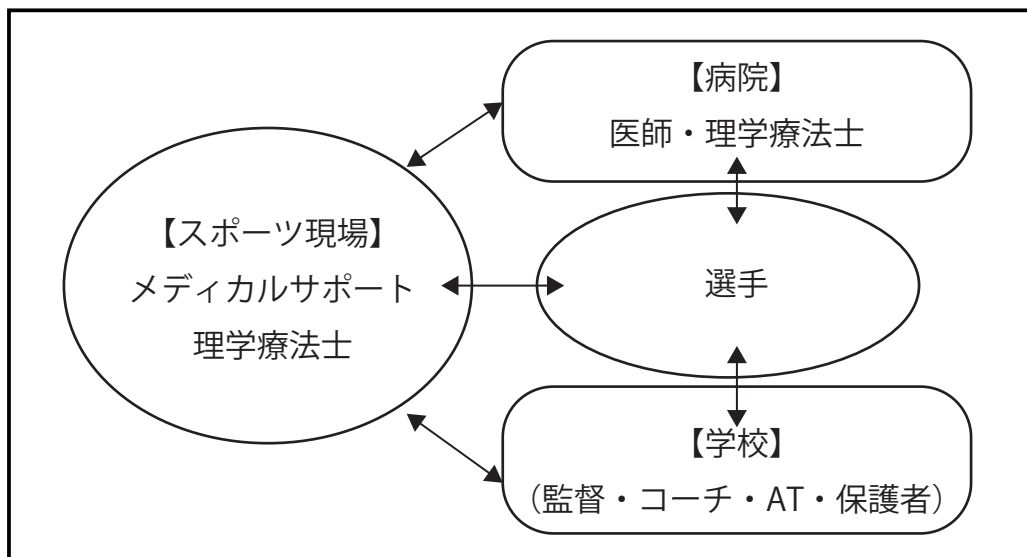 【病院】
医師・理学療法士
【スポーツ現場】
メディカルサポート
理学療法士
選手
【学校】
（監督・コーチ・AT・保護者）